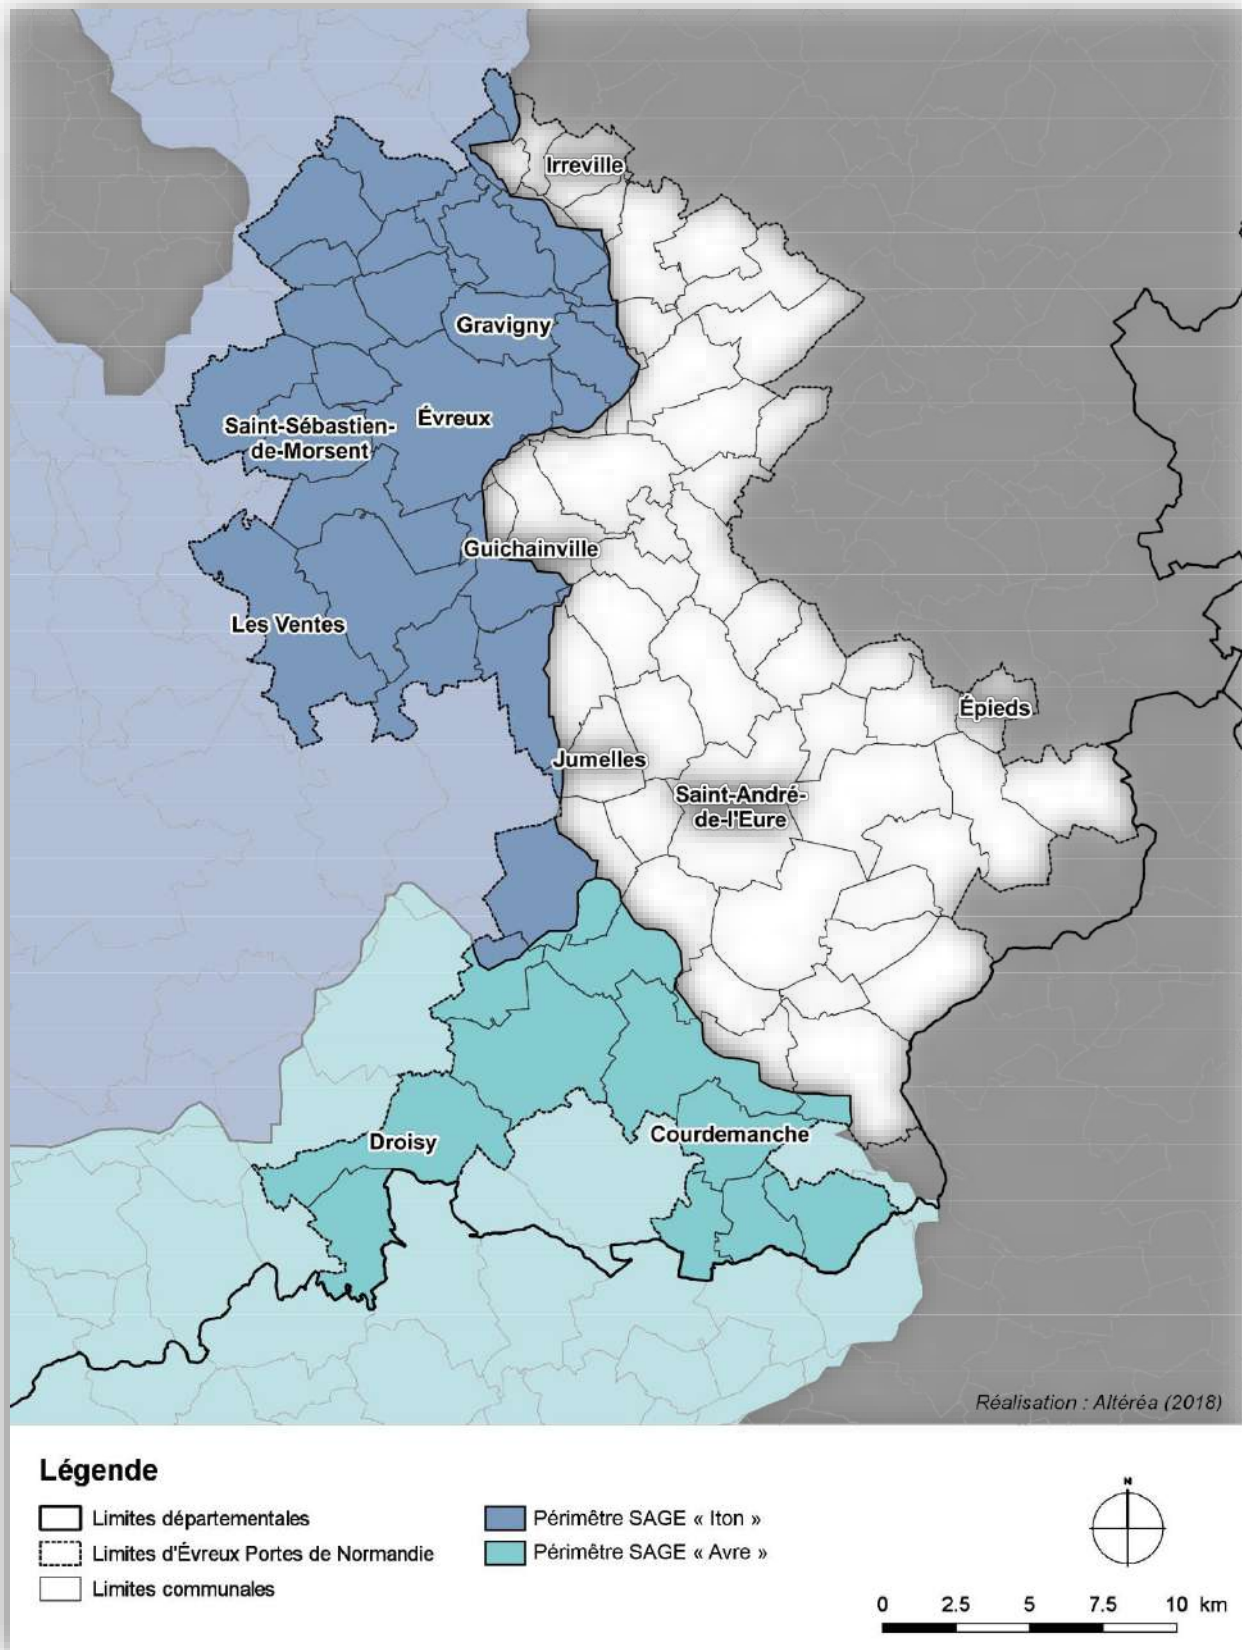 Irreville
Gravigny
Évreux
Saint-Sébastien-
de-Morsent
Guichainville
Les Ventes
Épieds
Jumelles
Saint-André-
de-l'Eure
Droisy
Courdemanche
Réalisation : Altéréa (2018)
Légende
Limites départementales
Limites d'Évreux Portes de Normandie
Limites communales
Périmêtre SAGE « Iton »
Périmêtre SAGE « Avre »
N
0 2.5 5 7.5 10 km